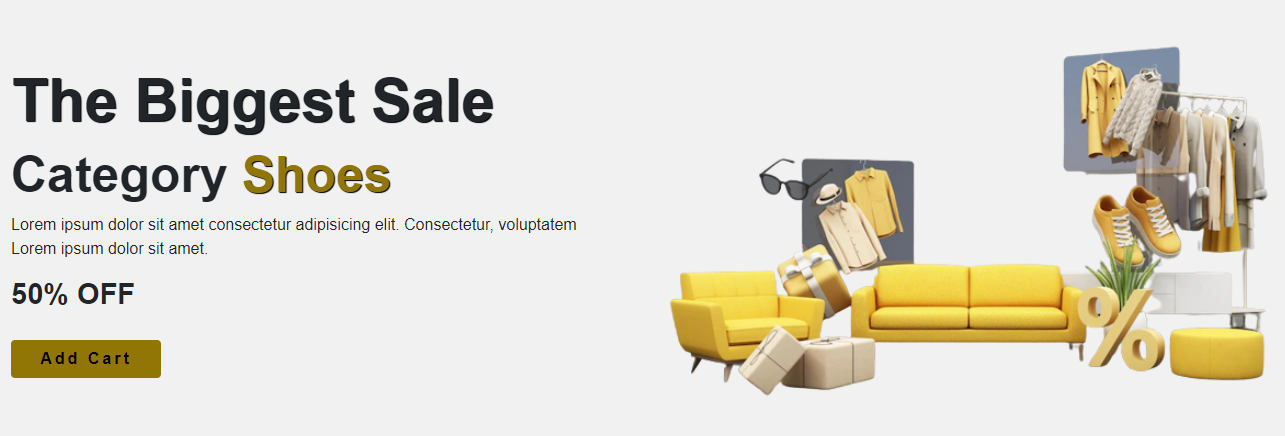 The Biggest Sale
Category Shoes
Lorem ipsum dolor sit amet consectetur adipisicing elit. Consectetur, voluptatem
Lorem ipsum dolor sit amet.
50% OFF
Add Cart
%